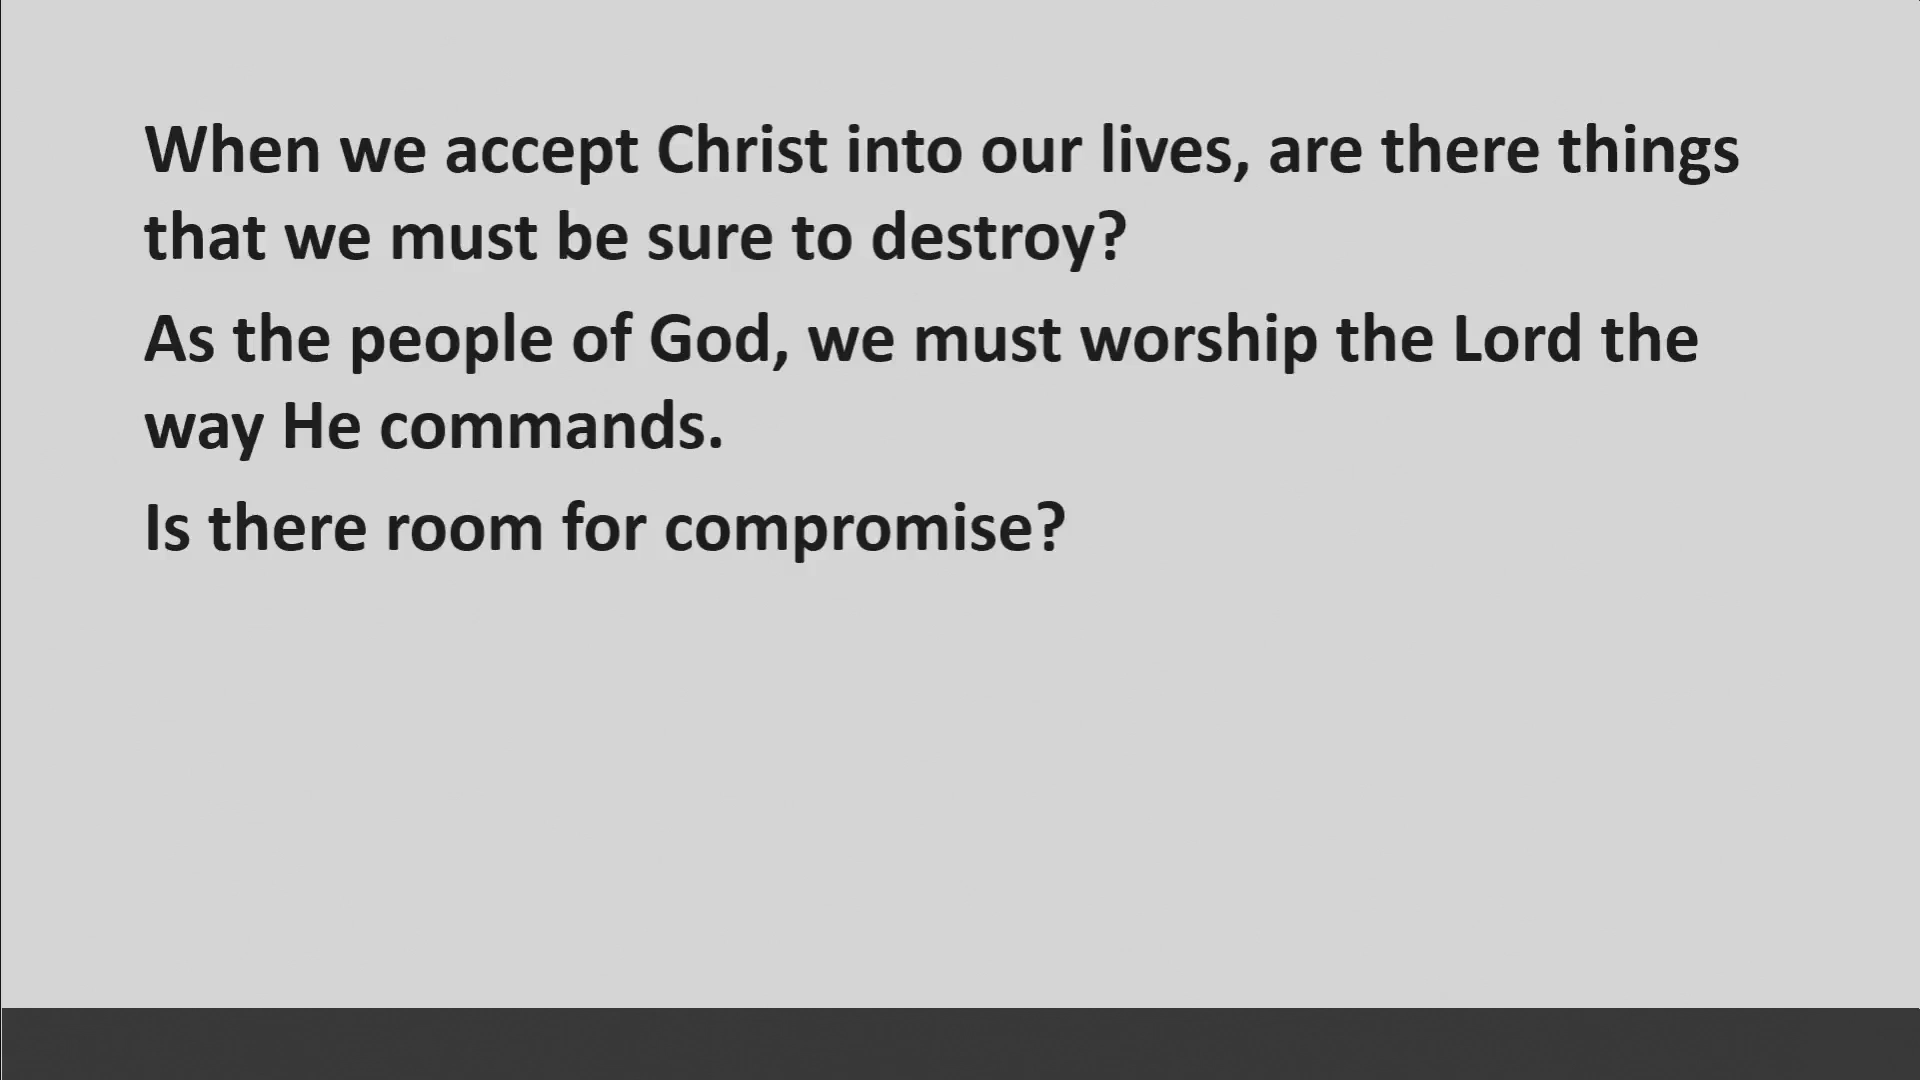 When we accept Christ into our lives, are there things
that we must be sure to destroy?
As the people of God, we must worship the Lord the
way He commands.
Is there room for compromise?